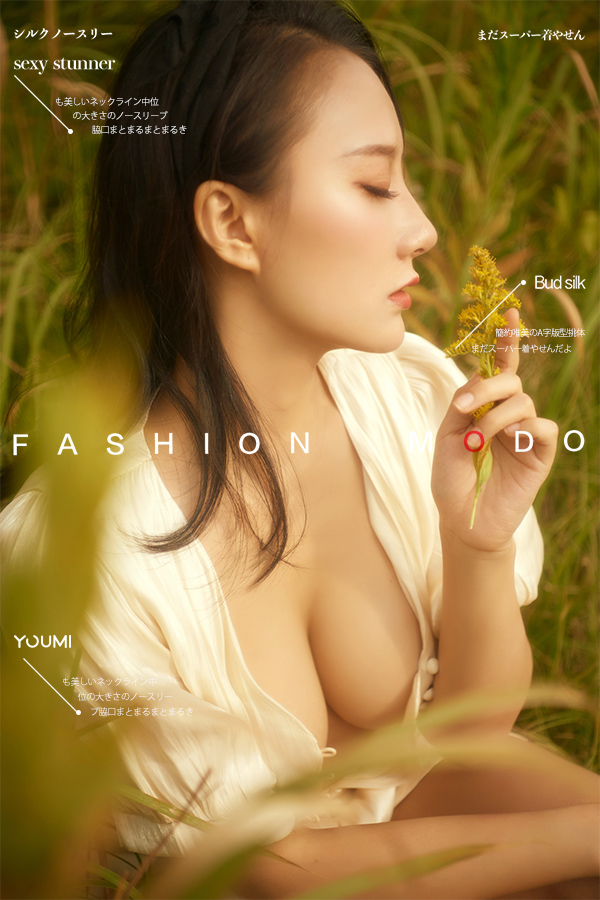 シルクノースリー
まだスーパー着やせん
sexy stunner
も美しいネックライン中位
の大きさのノースリーブ
脇口まとまるまとまるき
Bud silk
簡約唯美のA字版型挑体
まだスーパー着やせんだよ
FASHION MODO
YOUMI
も美しいネックライン中
位の大きさのノースリー
プ脇口まとまるまとまるき